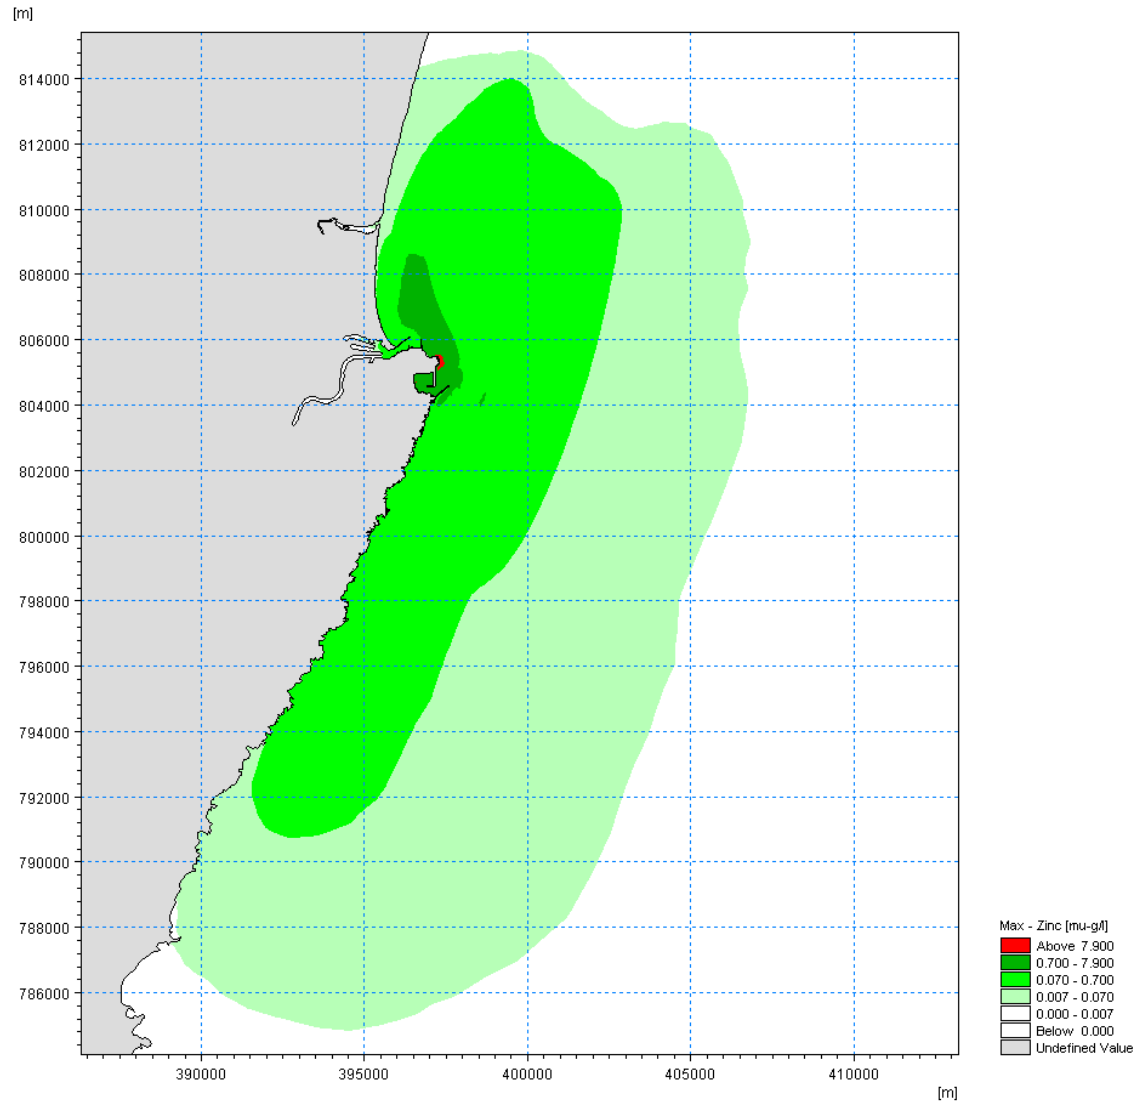 [m]
814000
812000
810000
808000
806000
804000
802000
800000
798000
796000
794000
792000
790000
788000
786000
390000 395000 400000 405000 410000
[m]
Max - Zinc [mu-g/l]
Above 7.900
0.700 - 7.900
0.070 - 0.700
0.007 - 0.070
0.000 - 0.007
Below 0.000
Undefined Value